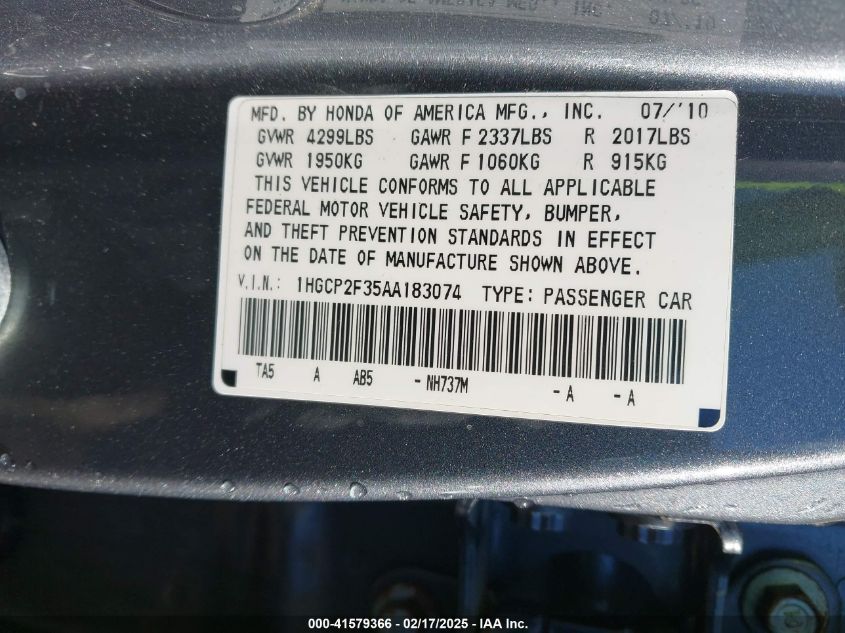 MFD. BY HONDA OF AMERICA MFG., INC. 07/'10
GVWR 4299LBS GAWR F 2337LBS R 2017LBS
GVWR 1950KG GAWR F 1060KG R 915KG
THIS VEHICLE CONFORMS TO ALL APPLICABLE
FEDERAL MOTOR VEHICLE SAFETY, BUMPER,
AND THEFT PREVENTION STANDARDS IN EFFECT
ON THE DATE OF MANUFACTURE SHOWN ABOVE.
V.I.N.: 1HGCP2F35AA183074 TYPE: PASSENGER CAR
TA5 A AB5 - NH737M - A - A
000-41579366 - 02/17/2025 - IAA Inc.